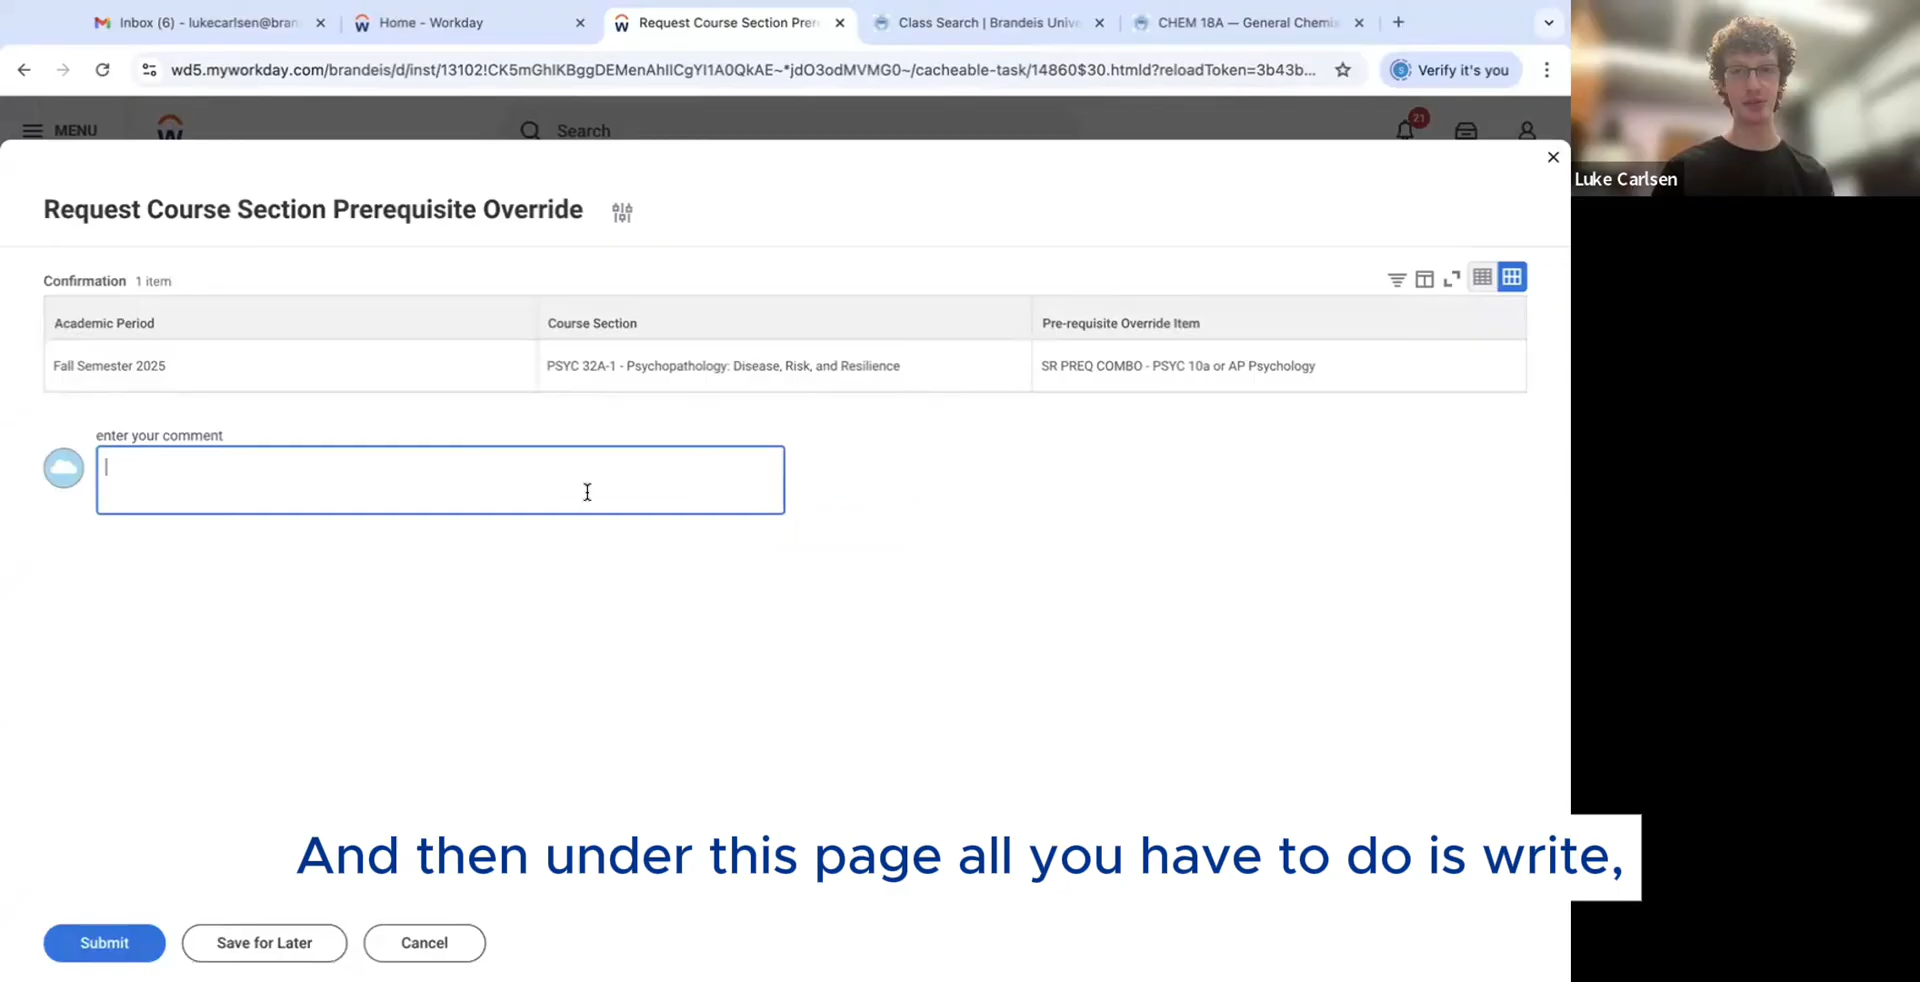 Inbox (6) - lukecarlsen@bran
Home - Workday
Request Course Section Prer
Class Search | Brandeis Unive
CHEM 18A — General Chemis
wd5.myworkday.com/brandeis/d/inst/13102!CK5mGhIKBggDEMenAhIICgYI1A0QkAE~*jdO3odMVMG0~/cacheable-task/14860$30.htmld?reloadToken=3b43b...
Verify it's you
MENU
Search
21
Luke Carlsen
Request Course Section Prerequisite Override
Confirmation 1 item
Academic Period Course Section Pre-requisite Override Item
Fall Semester 2025 PSYC 32A-1 - Psychopathology: Disease, Risk, and Resilience SR PREQ COMBO - PSYC 10a or AP Psychology
enter your comment
And then under this page all you have to do is write,
Submit Save for Later Cancel